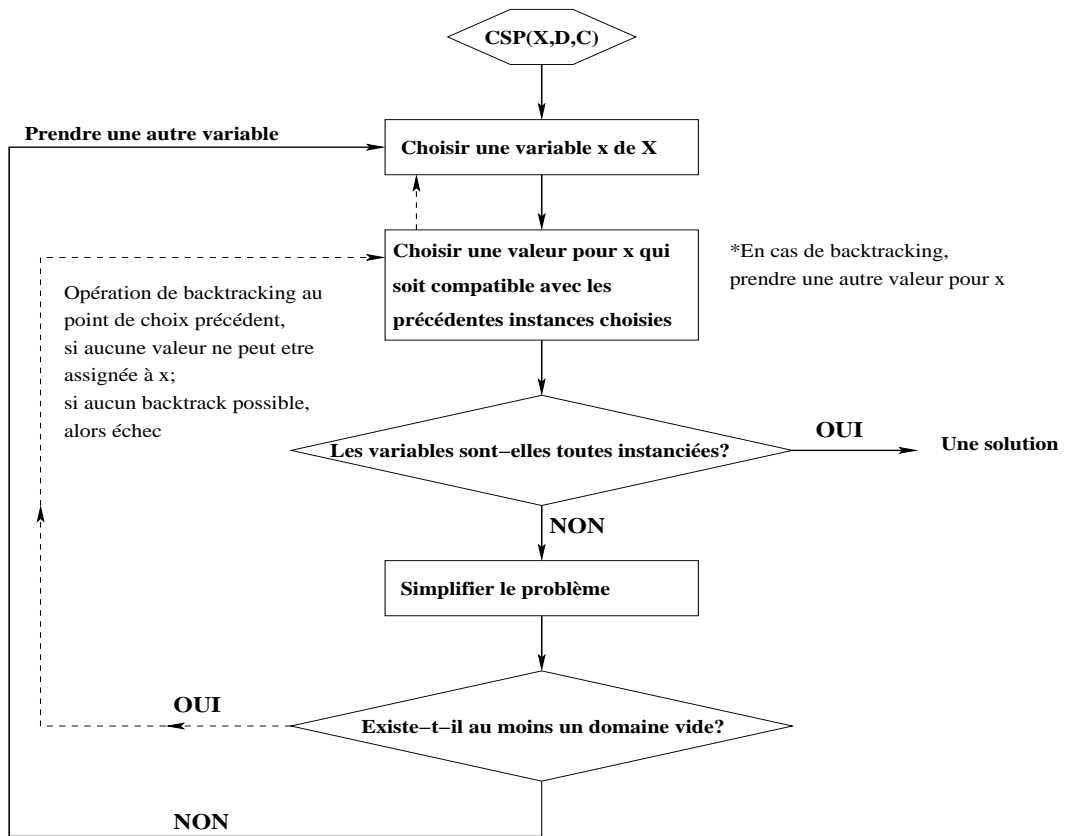 CSP(X,D,C)
Prendre une autre variable
Choisir une variable x de X
Choisir une valeur pour x qui
soit compatible avec les
précédentes instances choisies
*En cas de backtracking,
prendre une autre valeur pour x
Opération de backtracking au
point de choix précédent,
si aucune valeur ne peut etre
assignée à x;
si aucun backtrack possible,
alors échec
Les variables sont-elles toutes instanciées?
OUI
Une solution
NON
Simplifier le problème
OUI
Existe-t-il au moins un domaine vide?
NON